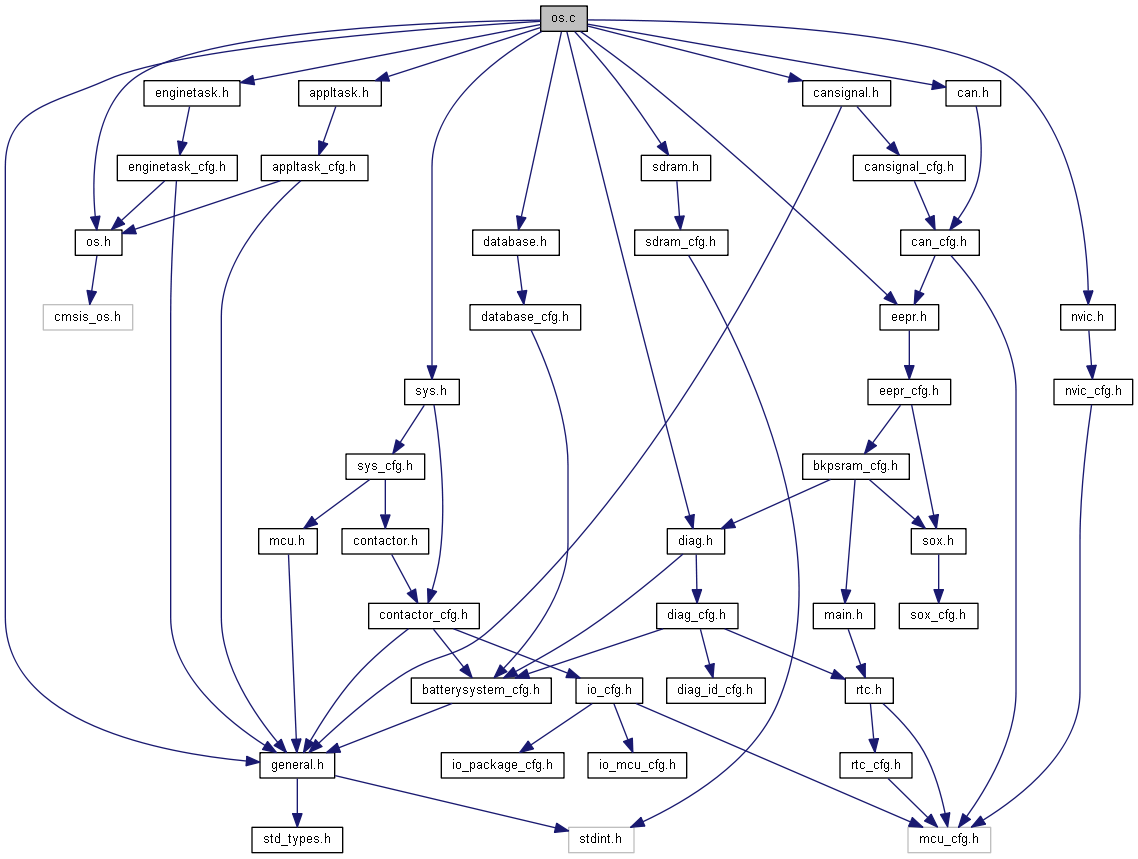 os.c
enginetask.h
appltask.h
cansignal.h
can.h
enginetask_cfg.h
appltask_cfg.h
sdram.h
cansignal_cfg.h
os.h
database.h
sdram_cfg.h
can_cfg.h
cmsis_os.h
database_cfg.h
eepr.h
nvic.h
sys.h
eepr_cfg.h
nvic_cfg.h
sys_cfg.h
bkpsram_cfg.h
mcu.h
contactor.h
diag.h
sox.h
contactor_cfg.h
diag_cfg.h
main.h
sox_cfg.h
batterysystem_cfg.h
io_cfg.h
diag_id_cfg.h
rtc.h
general.h
io_package_cfg.h
io_mcu_cfg.h
rtc_cfg.h
std_types.h
stdint.h
mcu_cfg.h